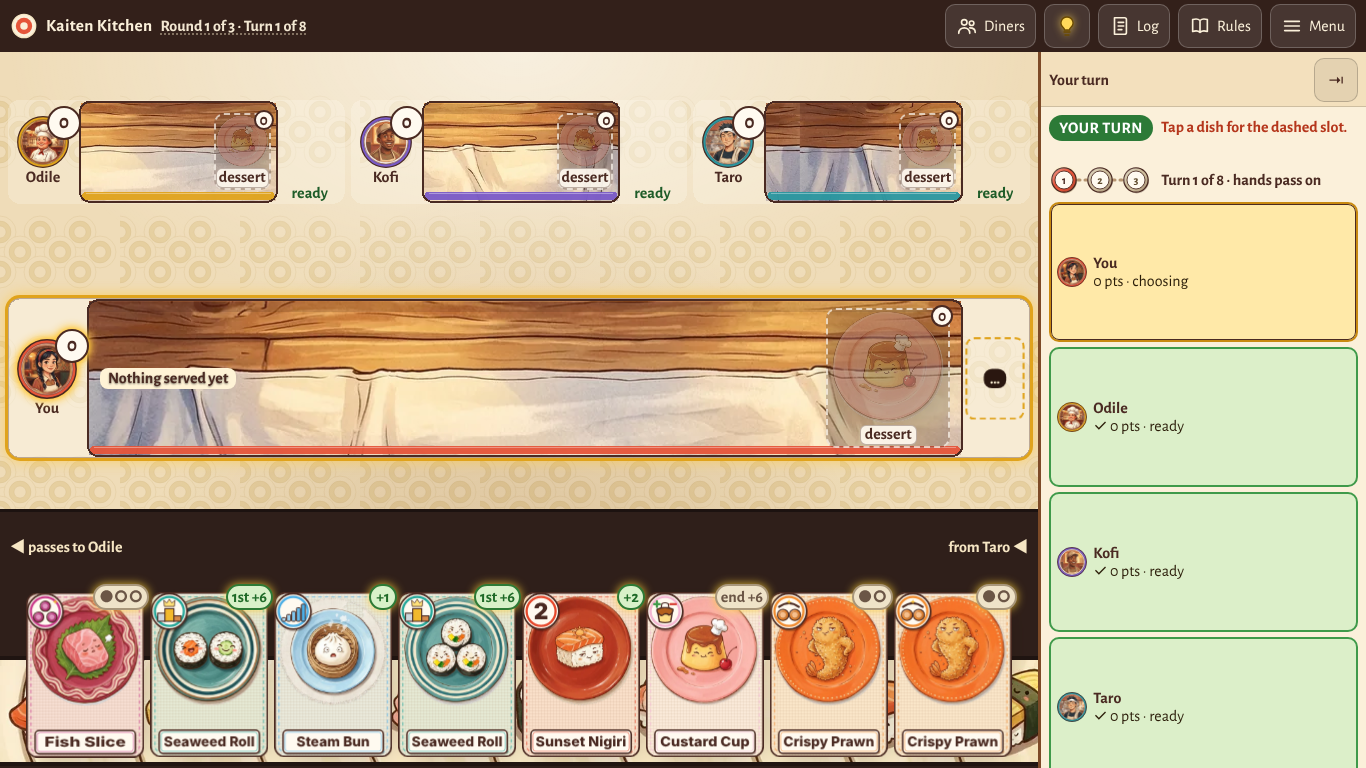 Kaiten Kitchen Round 1 of 3 · Turn 1 of 8
Diners
Log
Rules
Menu
0
Odile
0
dessert
ready
0
Kofi
0
dessert
ready
0
Taro
0
dessert
ready
0
You
Nothing served yet
0
dessert
...
◀ passes to Odile
from Taro ◀
Fish Slice
1st +6
Seaweed Roll
+1
Steam Bun
1st +6
Seaweed Roll
2
+2
Sunset Nigiri
end +6
Custard Cup
Crispy Prawn
Crispy Prawn
Your turn
YOUR TURN Tap a dish for the dashed slot.
1 2 3 Turn 1 of 8 · hands pass on
You
0 pts · choosing
Odile
✓ 0 pts · ready
Kofi
✓ 0 pts · ready
Taro
✓ 0 pts · ready